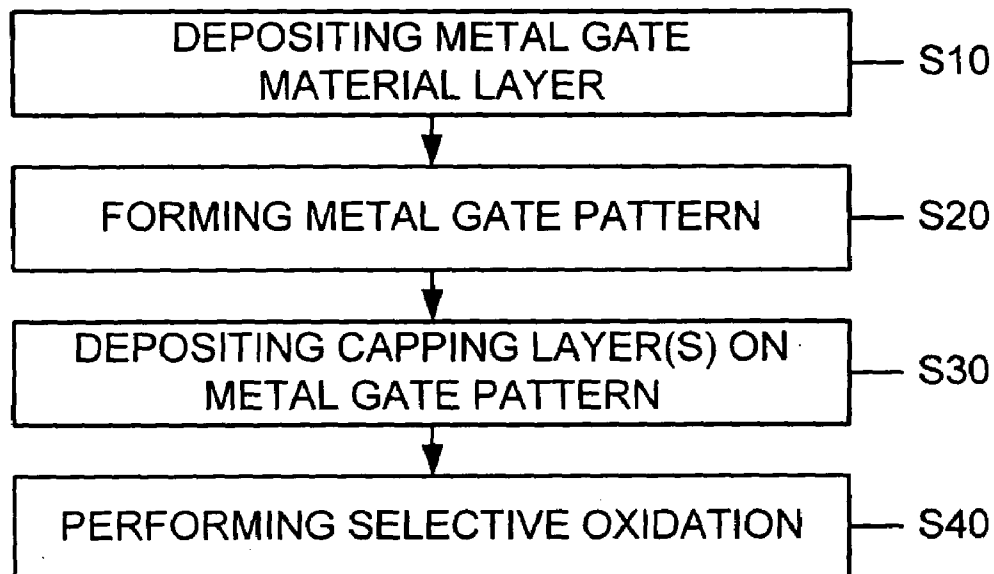 DEPOSITING METAL GATE
MATERIAL LAYER
S10
FORMING METAL GATE PATTERN
S20
DEPOSITING CAPPING LAYER(S) ON
METAL GATE PATTERN
S30
PERFORMING SELECTIVE OXIDATION
S40